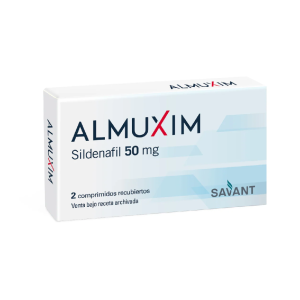 ALMUXIM
ALMUXIM
Sildenafil 50 mg
2 comprimidos recubiertos
Venta bajo receta archivada
SAVANT